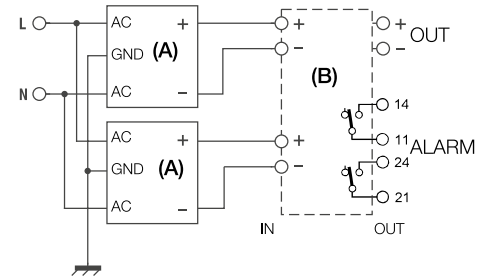 L AC + + + OUT
GND (A) - - -
N AC - (B)
14
AC + + 11 ALARM
GND (A) - 24
AC - 21
IN OUT